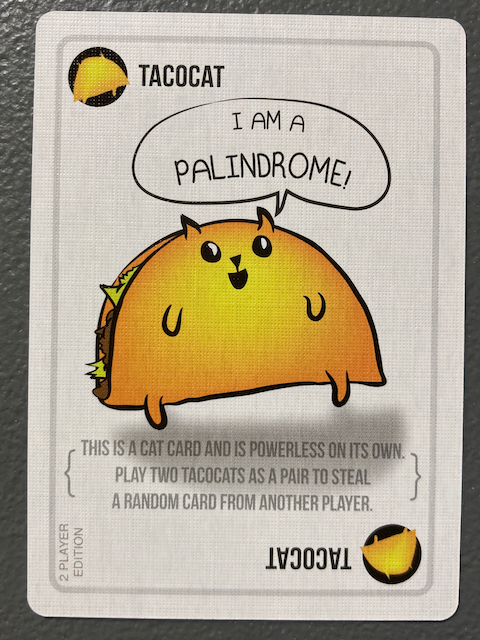 TACOCAT
I AM A
PALINDROME!
THIS IS A CAT CARD AND IS POWERLESS ON ITS OWN.
PLAY TWO TACOCATS AS A PAIR TO STEAL
A RANDOM CARD FROM ANOTHER PLAYER.
2 PLAYER
EDITION
TACOCAT